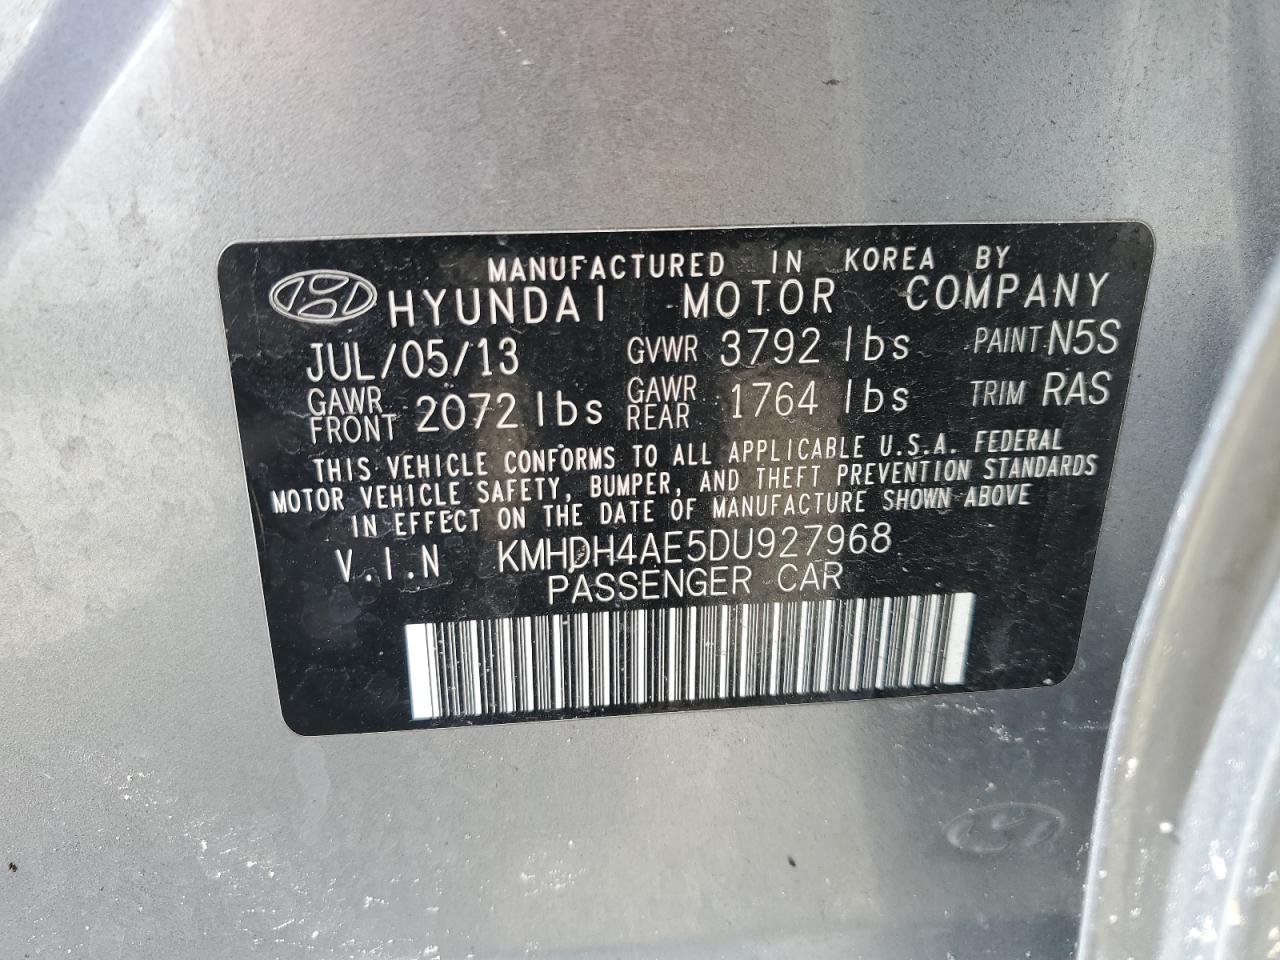 MANUFACTURED IN KOREA BY
HYUNDAI MOTOR COMPANY
JUL/05/13 GVWR 3792 lbs PAINT N5S
GAWR FRONT 2072 lbs GAWR REAR 1764 lbs TRIM RAS
THIS VEHICLE CONFORMS TO ALL APPLICABLE U.S.A. FEDERAL
MOTOR VEHICLE SAFETY, BUMPER, AND THEFT PREVENTION STANDARDS
IN EFFECT ON THE DATE OF MANUFACTURE SHOWN ABOVE
V.I.N KMHDH4AE5DU927968
PASSENGER CAR